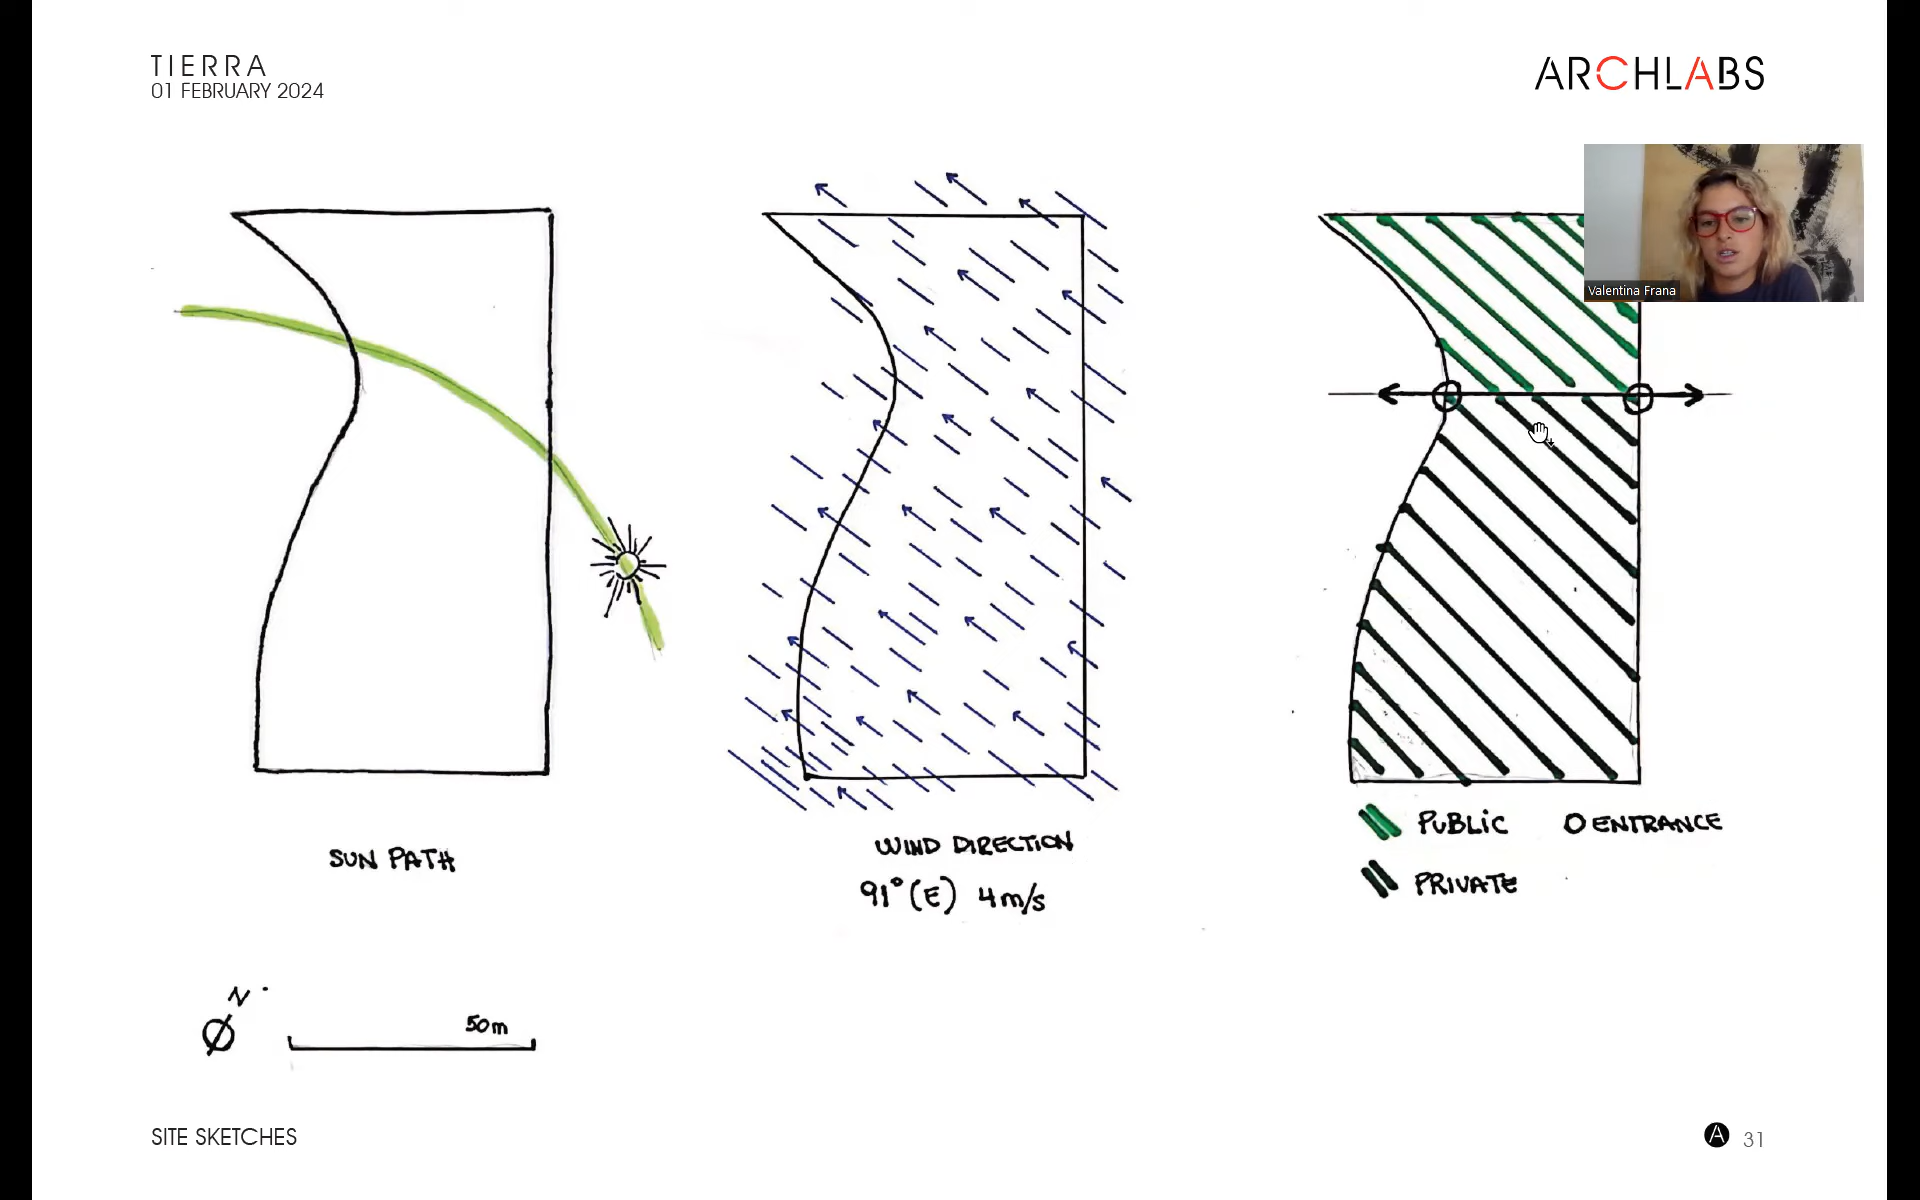 TIERRA
01 FEBRUARY 2024
ARCHLABS
Valentina Frana
SUN PATH
WIND DIRECTION
91° (E) 4m/s
PUBLIC
ENTRANCE
PRIVATE
N
50m
SITE SKETCHES
A 31